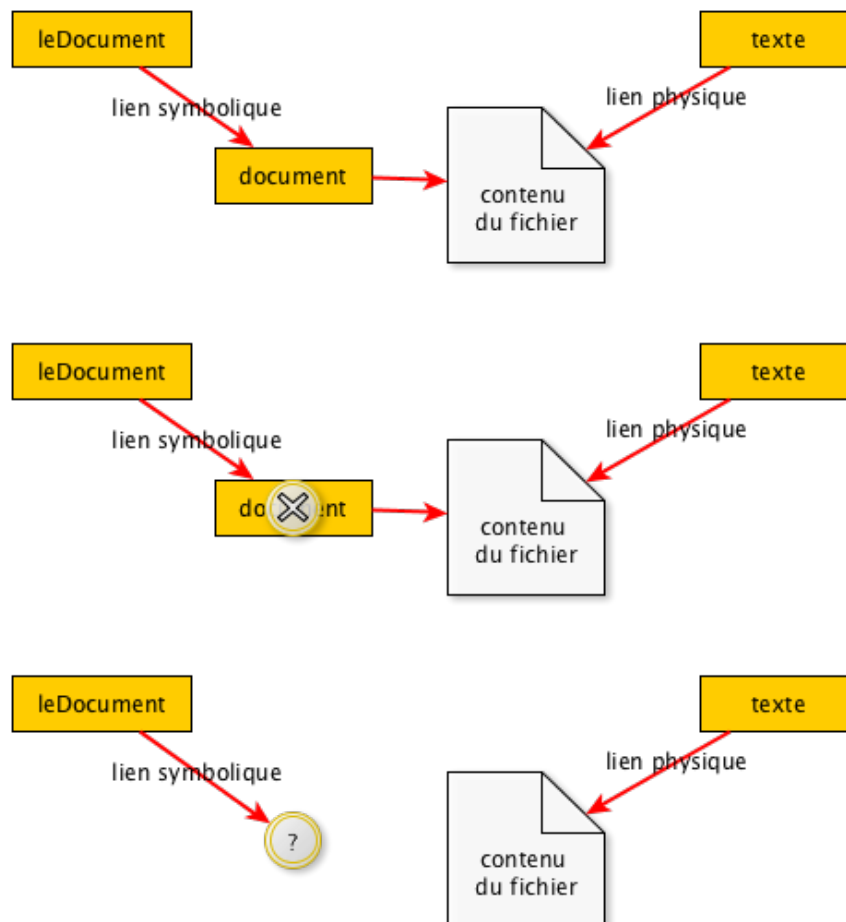 leDocument
texte
lien physique
lien symbolique
document
contenu
du fichier
leDocument
texte
lien physique
lien symbolique
contenu
du fichier
leDocument
texte
lien physique
lien symbolique
?
contenu
du fichier